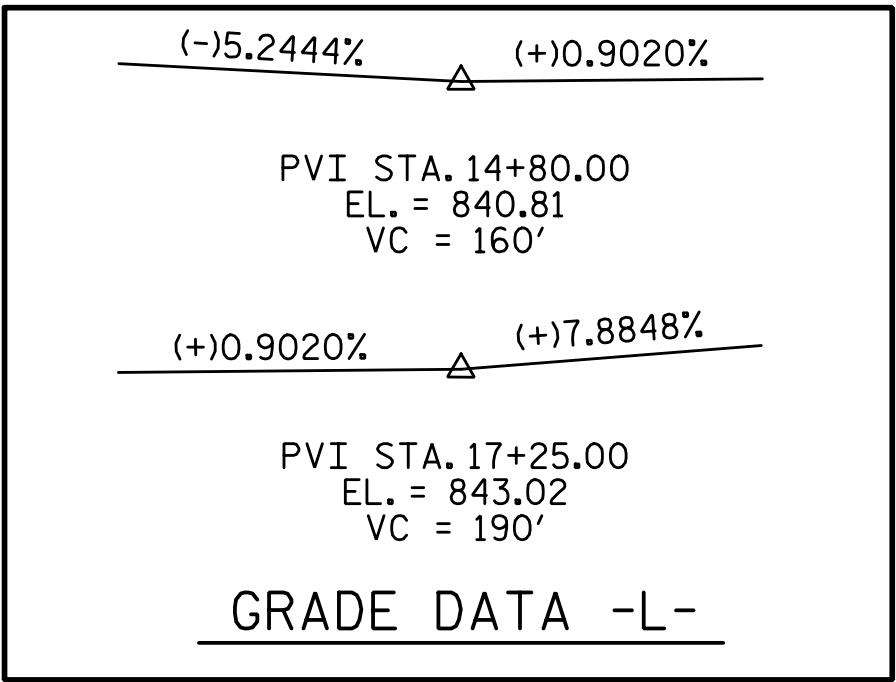 (-)5.2444% (+)0.9020%
PVI STA. 14+80.00
EL. = 840.81
VC = 160'
(+)0.9020% (+)7.8848%
PVI STA. 17+25.00
EL. = 843.02
VC = 190'
GRADE DATA -L-